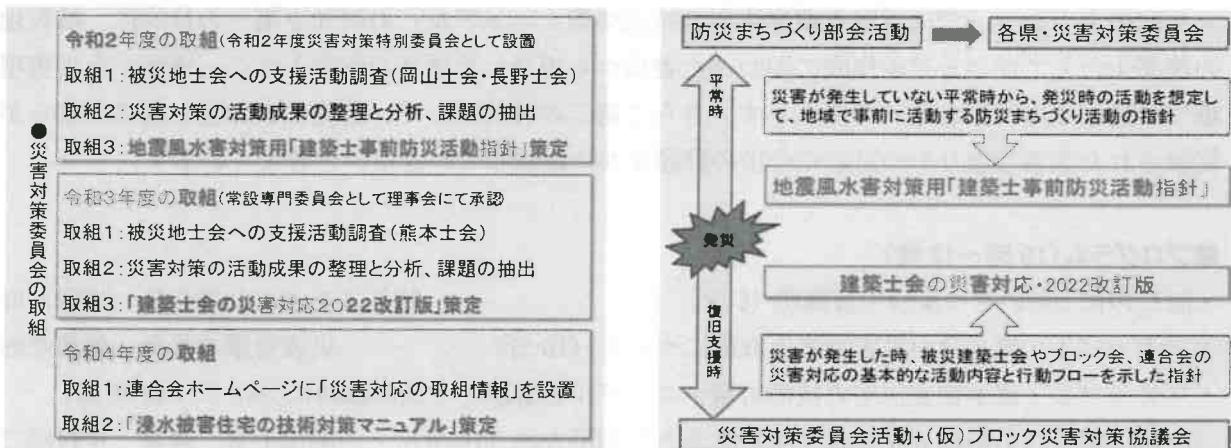 ●災害対策委員会の取組
令和2年度の取組(令和2年度災害対策特別委員会として設置
取組1:被災地士会への支援活動調査(岡山士会・長野士会)
取組2:災害対策の活動成果の整理と分析、課題の抽出
取組3:地震風水害対策用「建築士事前防災活動指針」策定
令和3年度の取組(常設専門委員会として理事会にて承認
取組1:被災地士会への支援活動調査(熊本士会)
取組2:災害対策の活動成果の整理と分析、課題の抽出
取組3:「建築士会の災害対応2022改訂版」策定
令和4年度の取組
取組1:連合会ホームページに「災害対応の取組情報」を設置
取組2:「浸水被害住宅の技術対策マニュアル」策定
防災まちづくり部会活動
各県・災害対策委員会
平常時
災害が発生していない平常時から、発災時の活動を想定し
て、地域で事前に活動する防災まちづくり活動の指針
地震風水害対策用「建築士事前防災活動指針」
発災
建築士会の災害対応・2022改訂版
復旧支援時
災害が発生した時、被災建築士会やブロック会、連合会の
災害対応の基本的な活動内容と行動フローを示した指針
災害対策委員会活動+(仮)ブロック災害対策協議会